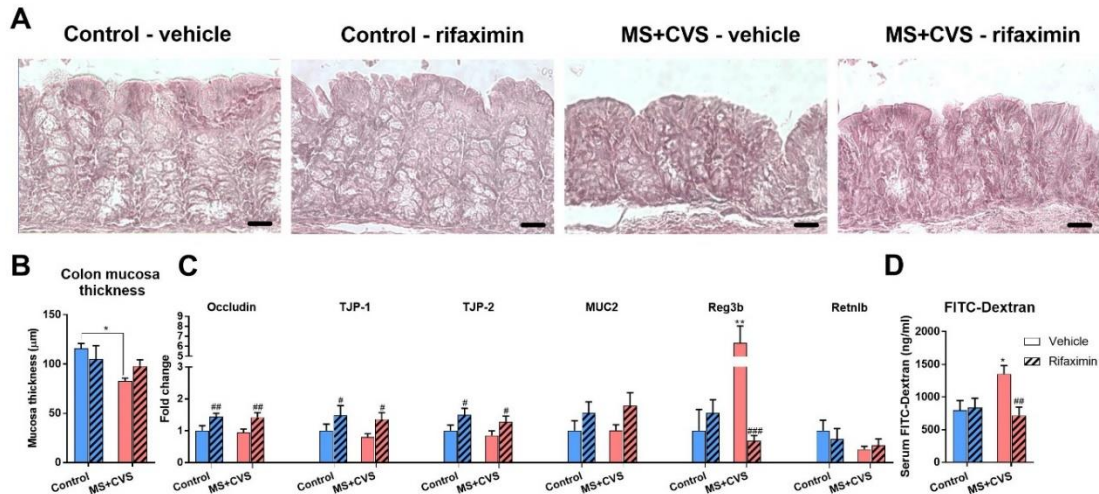 A
Control - vehicle
Control - rifaximin
MS+CVS - vehicle
MS+CVS - rifaximin
B
Colon mucosa
thickness
Mucosa thickness (µm)
150
100
50
0
*
Control
MS+CVS
C
Fold change
9
8
7
6
5
4
3
2
1
0
Occludin
##
##
Control
MS+CVS
TJP-1
#
#
Control
MS+CVS
TJP-2
#
#
Control
MS+CVS
MUC2
Control
MS+CVS
Reg3b
**
###
Control
MS+CVS
Retnlb
Control
MS+CVS
D
FITC-Dextran
Serum FITC-Dextran (ng/ml)
2000
1500
1000
500
0
*
##
Vehicle
Rifaximin
Control
MS+CVS